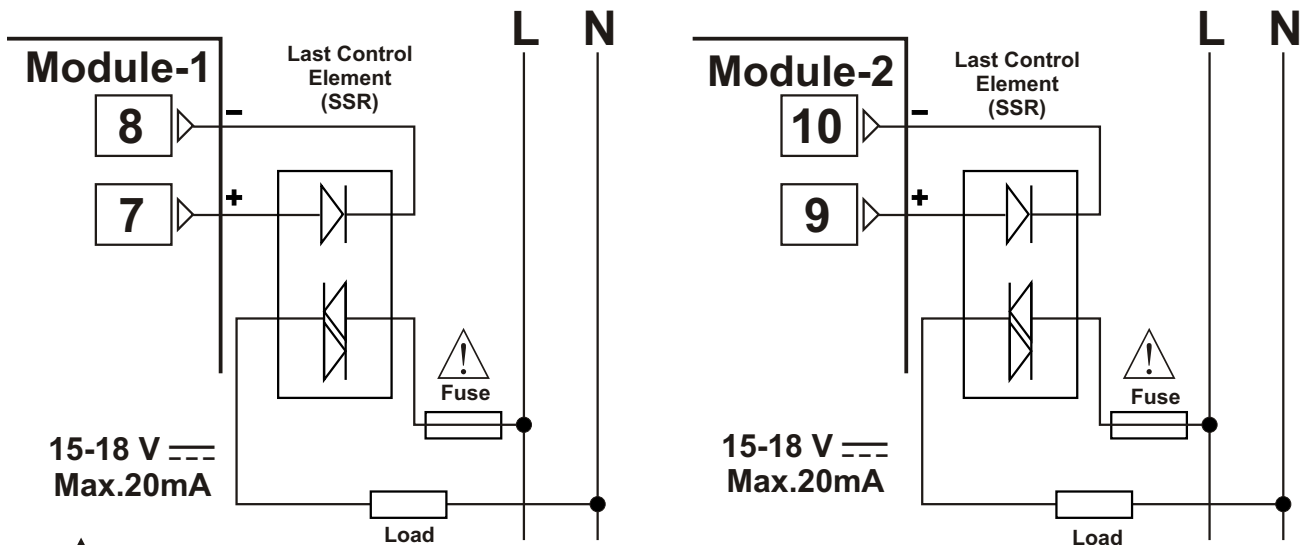 L N
Module-1
Last Control
Element
(SSR)
8
-
7
+
Fuse
15-18 V
Max.20mA
Load
L N
Module-2
Last Control
Element
(SSR)
10
-
9
+
Fuse
15-18 V
Max.20mA
Load